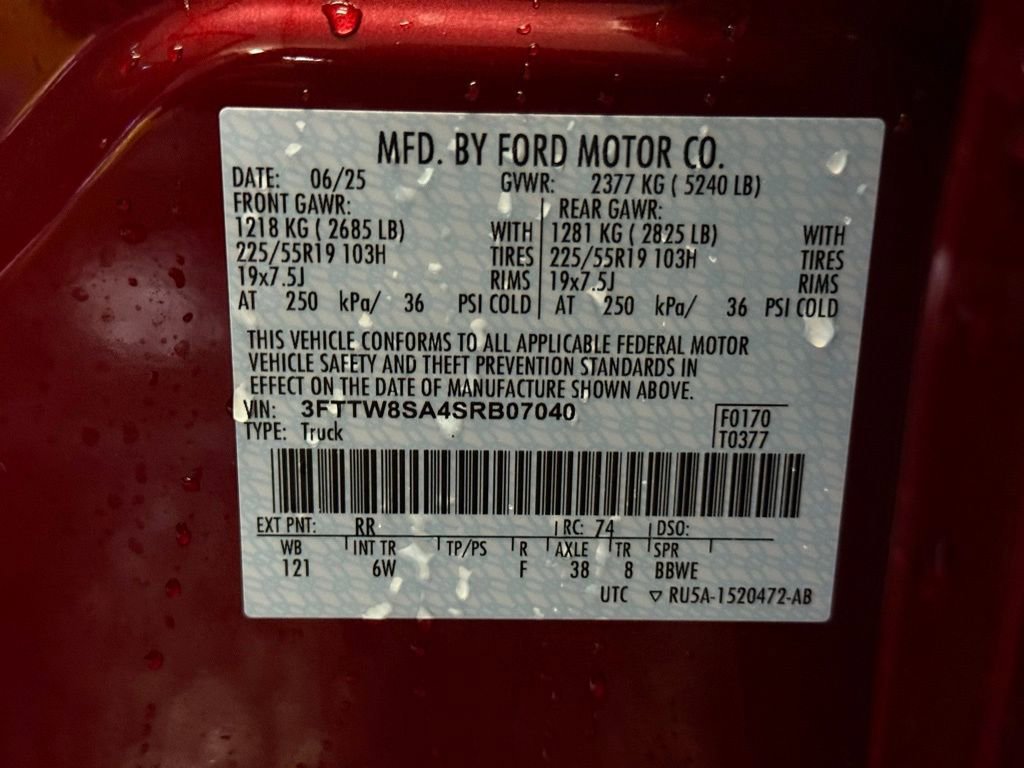 MFD. BY FORD MOTOR CO.
DATE: 06/25 GVWR: 2377 KG ( 5240 LB)
FRONT GAWR: REAR GAWR:
1218 KG ( 2685 LB) WITH 1281 KG ( 2825 LB) WITH
225/55R19 103H TIRES 225/55R19 103H TIRES
19x7.5J RIMS 19x7.5J RIMS
AT 250 kPa/ 36 PSI COLD AT 250 kPa/ 36 PSI COLD
THIS VEHICLE CONFORMS TO ALL APPLICABLE FEDERAL MOTOR
VEHICLE SAFETY AND THEFT PREVENTION STANDARDS IN
EFFECT ON THE DATE OF MANUFACTURE SHOWN ABOVE.
VIN: 3FTTW8SA4SRB07040 F0170
TYPE: Truck T0377
EXT PNT: RR RC: 74 DSO:
WB INT TR TP/PS R AXLE TR SPR
121 6W F 38 8 BBWE
UTC ▽ RU5A-1520472-AB